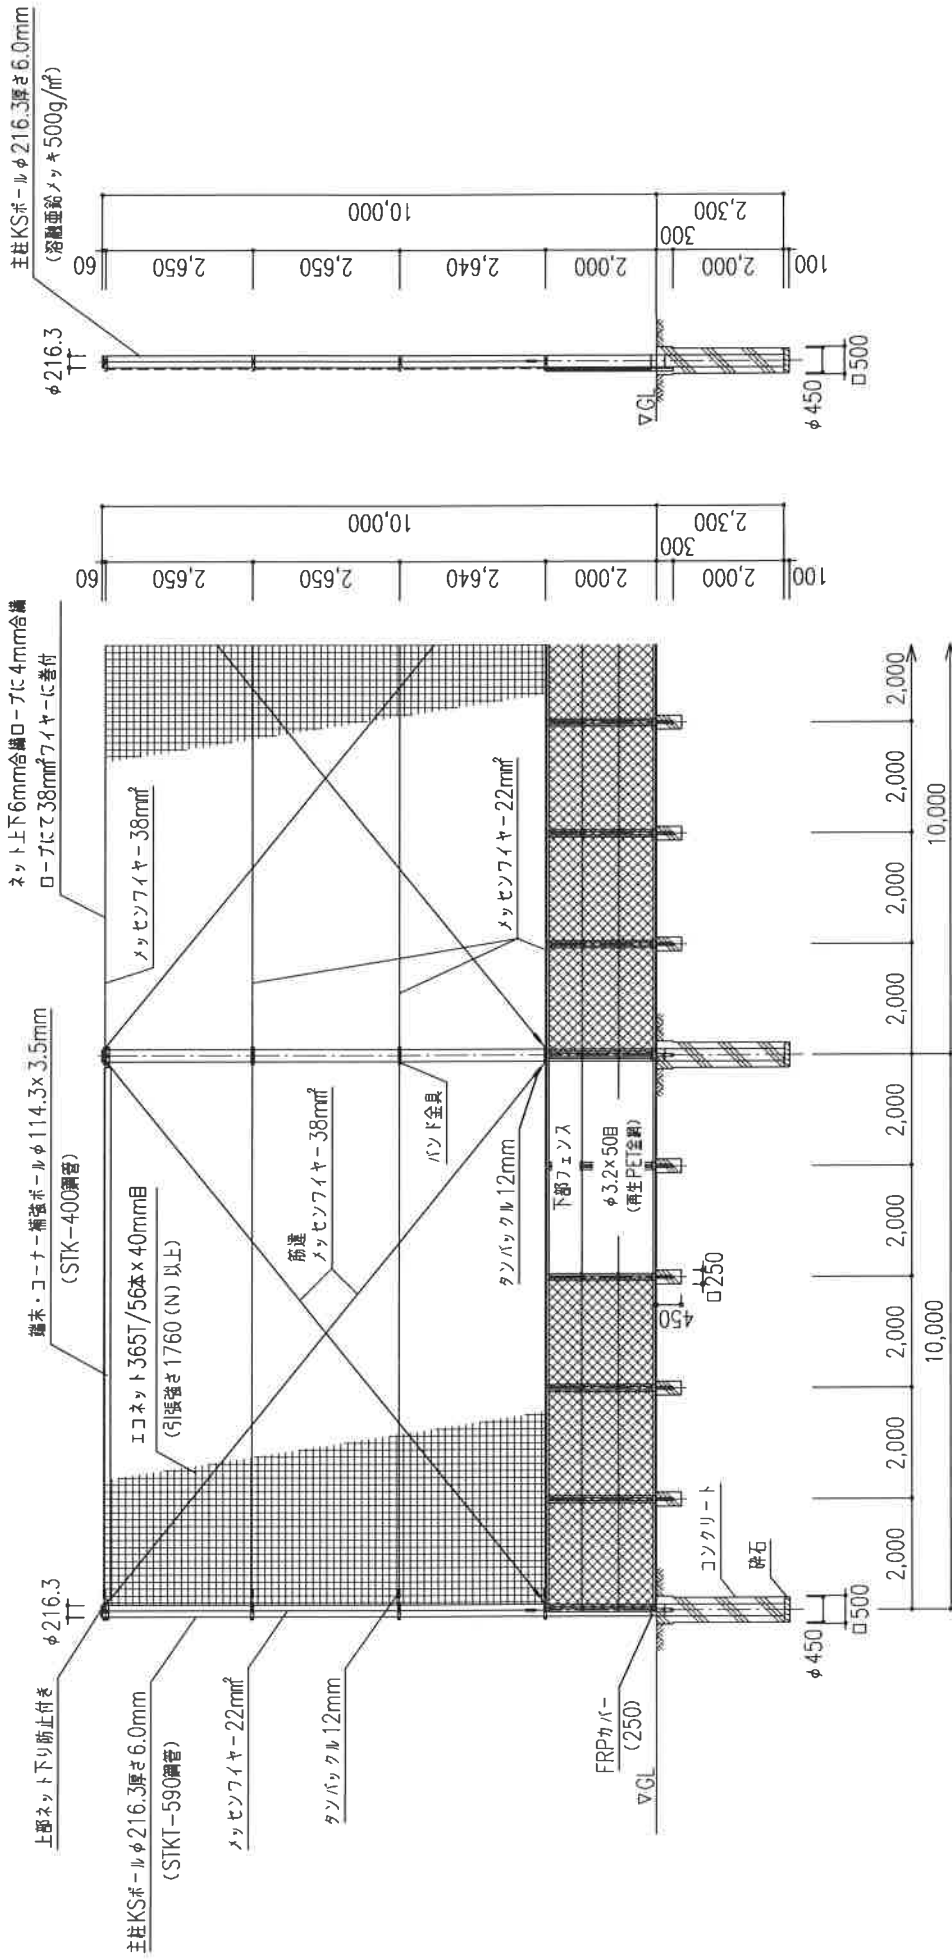 上部ネット下り防止付き
φ216.3
主柱KSポールφ216.3厚さ6.0mm
(STKT-590鋼管)
メッセンワイヤー22mm²
タンバックル12mm
FRPカバー
(250)
▽GL
端末・コーナー補強ポールφ114.3×3.5mm
(STK-400鋼管)
エコネット365T/56本×40mm目
(引張強さ1760(N)以上)
筋違
メッセンワイヤー38mm²
バンド金具
タンバックル12mm
下部フェンス
φ3.2×50目
(再生PET金網)
□250
450
コンクリート
砕石
φ450
□500
ネット上下6mm合繊ロープに4mm合繊
ロープにて38mm²ワイヤーに巻付
メッセンワイヤー38mm²
メッセンワイヤー22mm²
2,000
2,000
2,000
2,000
2,000
2,000
2,000
2,000
2,000
10,000
10,000
60
2,650
2,650
2,640
2,000
300
2,000
100
10,000
2,300
主柱KSポールφ216.3厚さ6.0mm
(溶融亜鉛メッキ500g/㎡)
φ216.3
▽GL
φ450
□500
60
2,650
2,650
2,640
2,000
300
2,000
100
10,000
2,300